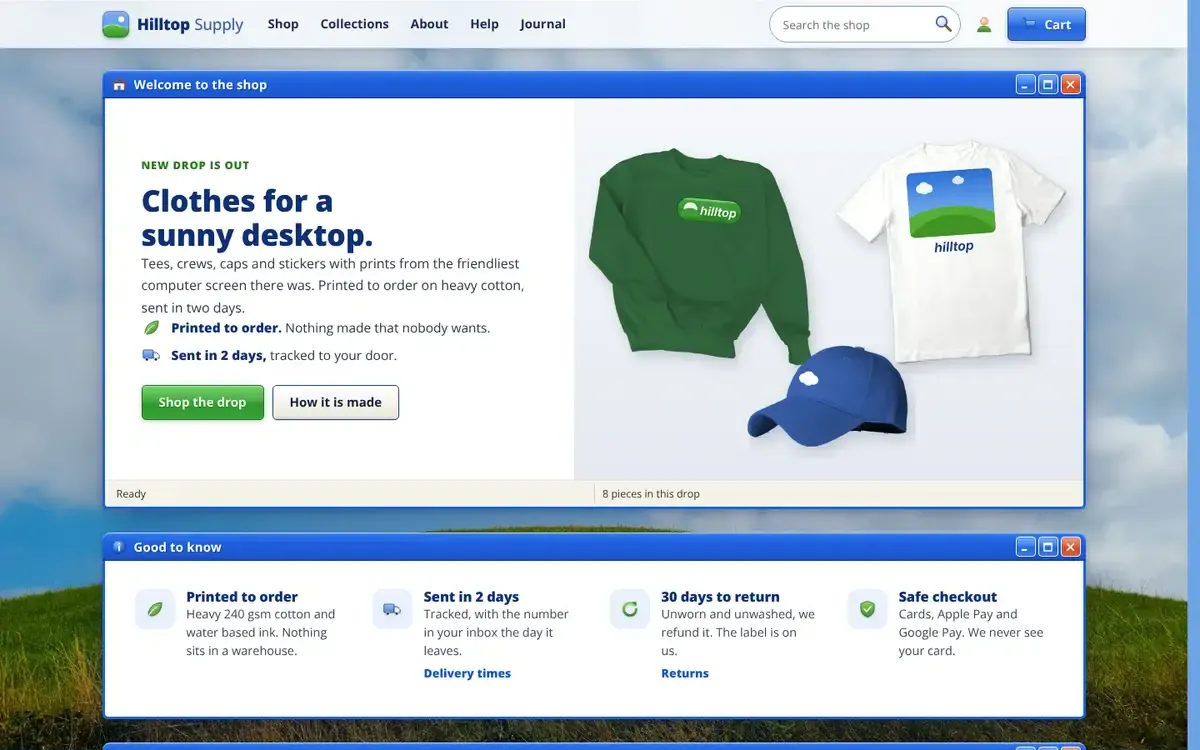 Hilltop Supply
Shop Collections About Help Journal
Search the shop
Cart
Welcome to the shop
NEW DROP IS OUT
Clothes for a
sunny desktop.
Tees, crews, caps and stickers with prints from the friendliest
computer screen there was. Printed to order on heavy cotton,
sent in two days.
Printed to order. Nothing made that nobody wants.
Sent in 2 days, tracked to your door.
Shop the drop
How it is made
hilltop
hilltop
Ready
8 pieces in this drop
Good to know
Printed to order
Heavy 240 gsm cotton and
water based ink. Nothing
sits in a warehouse.
Sent in 2 days
Tracked, with the number
in your inbox the day it
leaves.
Delivery times
30 days to return
Unworn and unwashed, we
refund it. The label is on
us.
Returns
Safe checkout
Cards, Apple Pay and
Google Pay. We never see
your card.